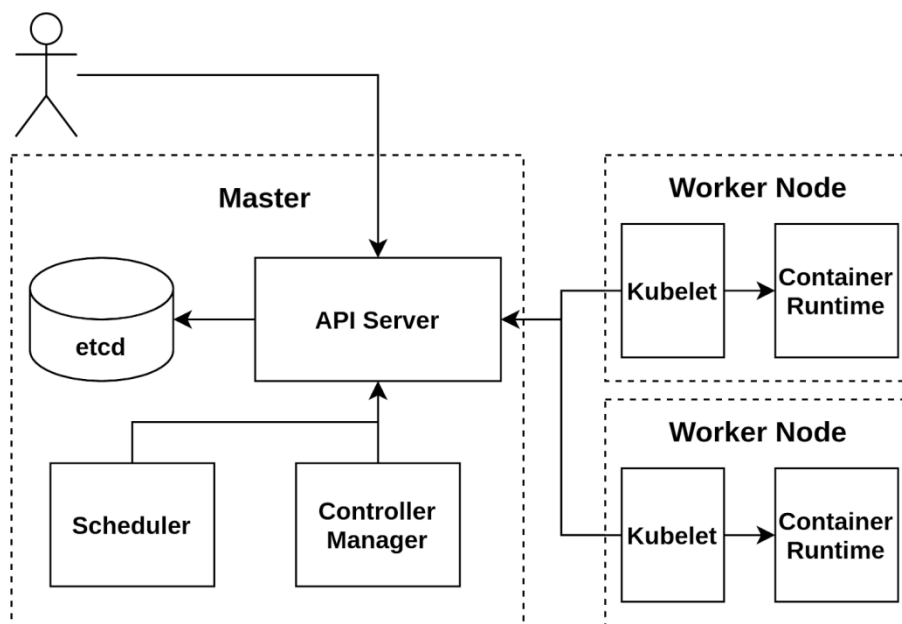 Master
etcd
API Server
Scheduler
Controller
Manager
Worker Node
Kubelet
Container
Runtime
Worker Node
Kubelet
Container
Runtime